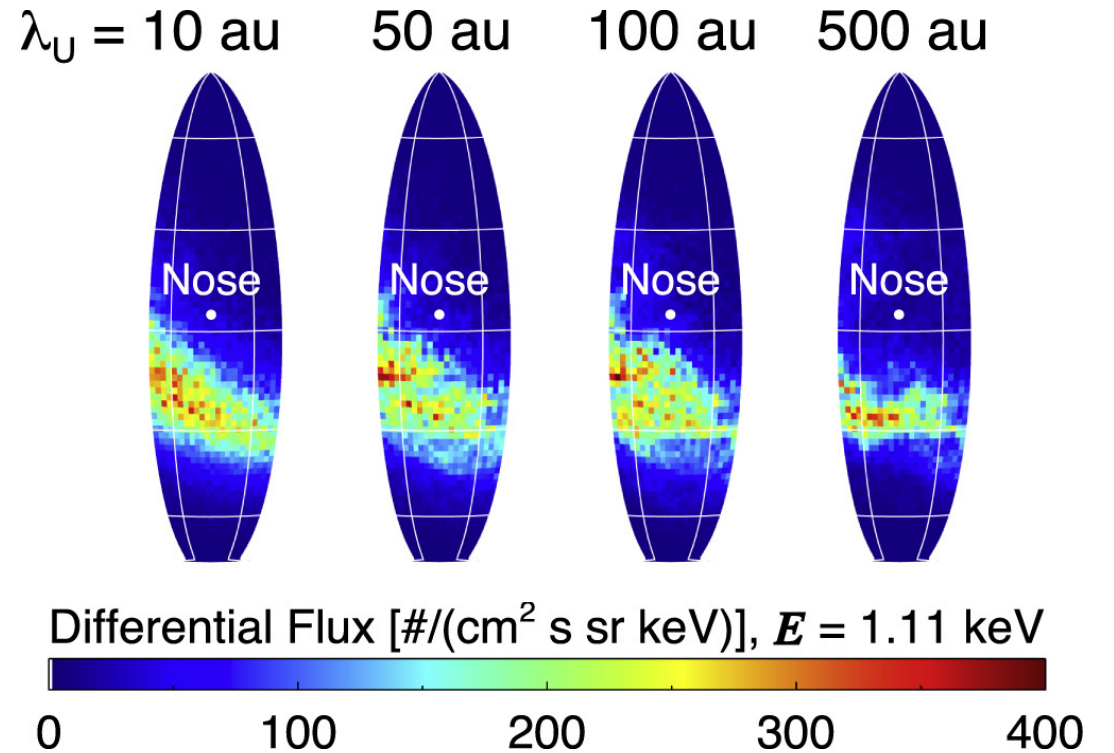 λU = 10 au 50 au 100 au 500 au
Nose Nose Nose Nose
Differential Flux [#/(cm² s sr keV)], E = 1.11 keV
0 100 200 300 400